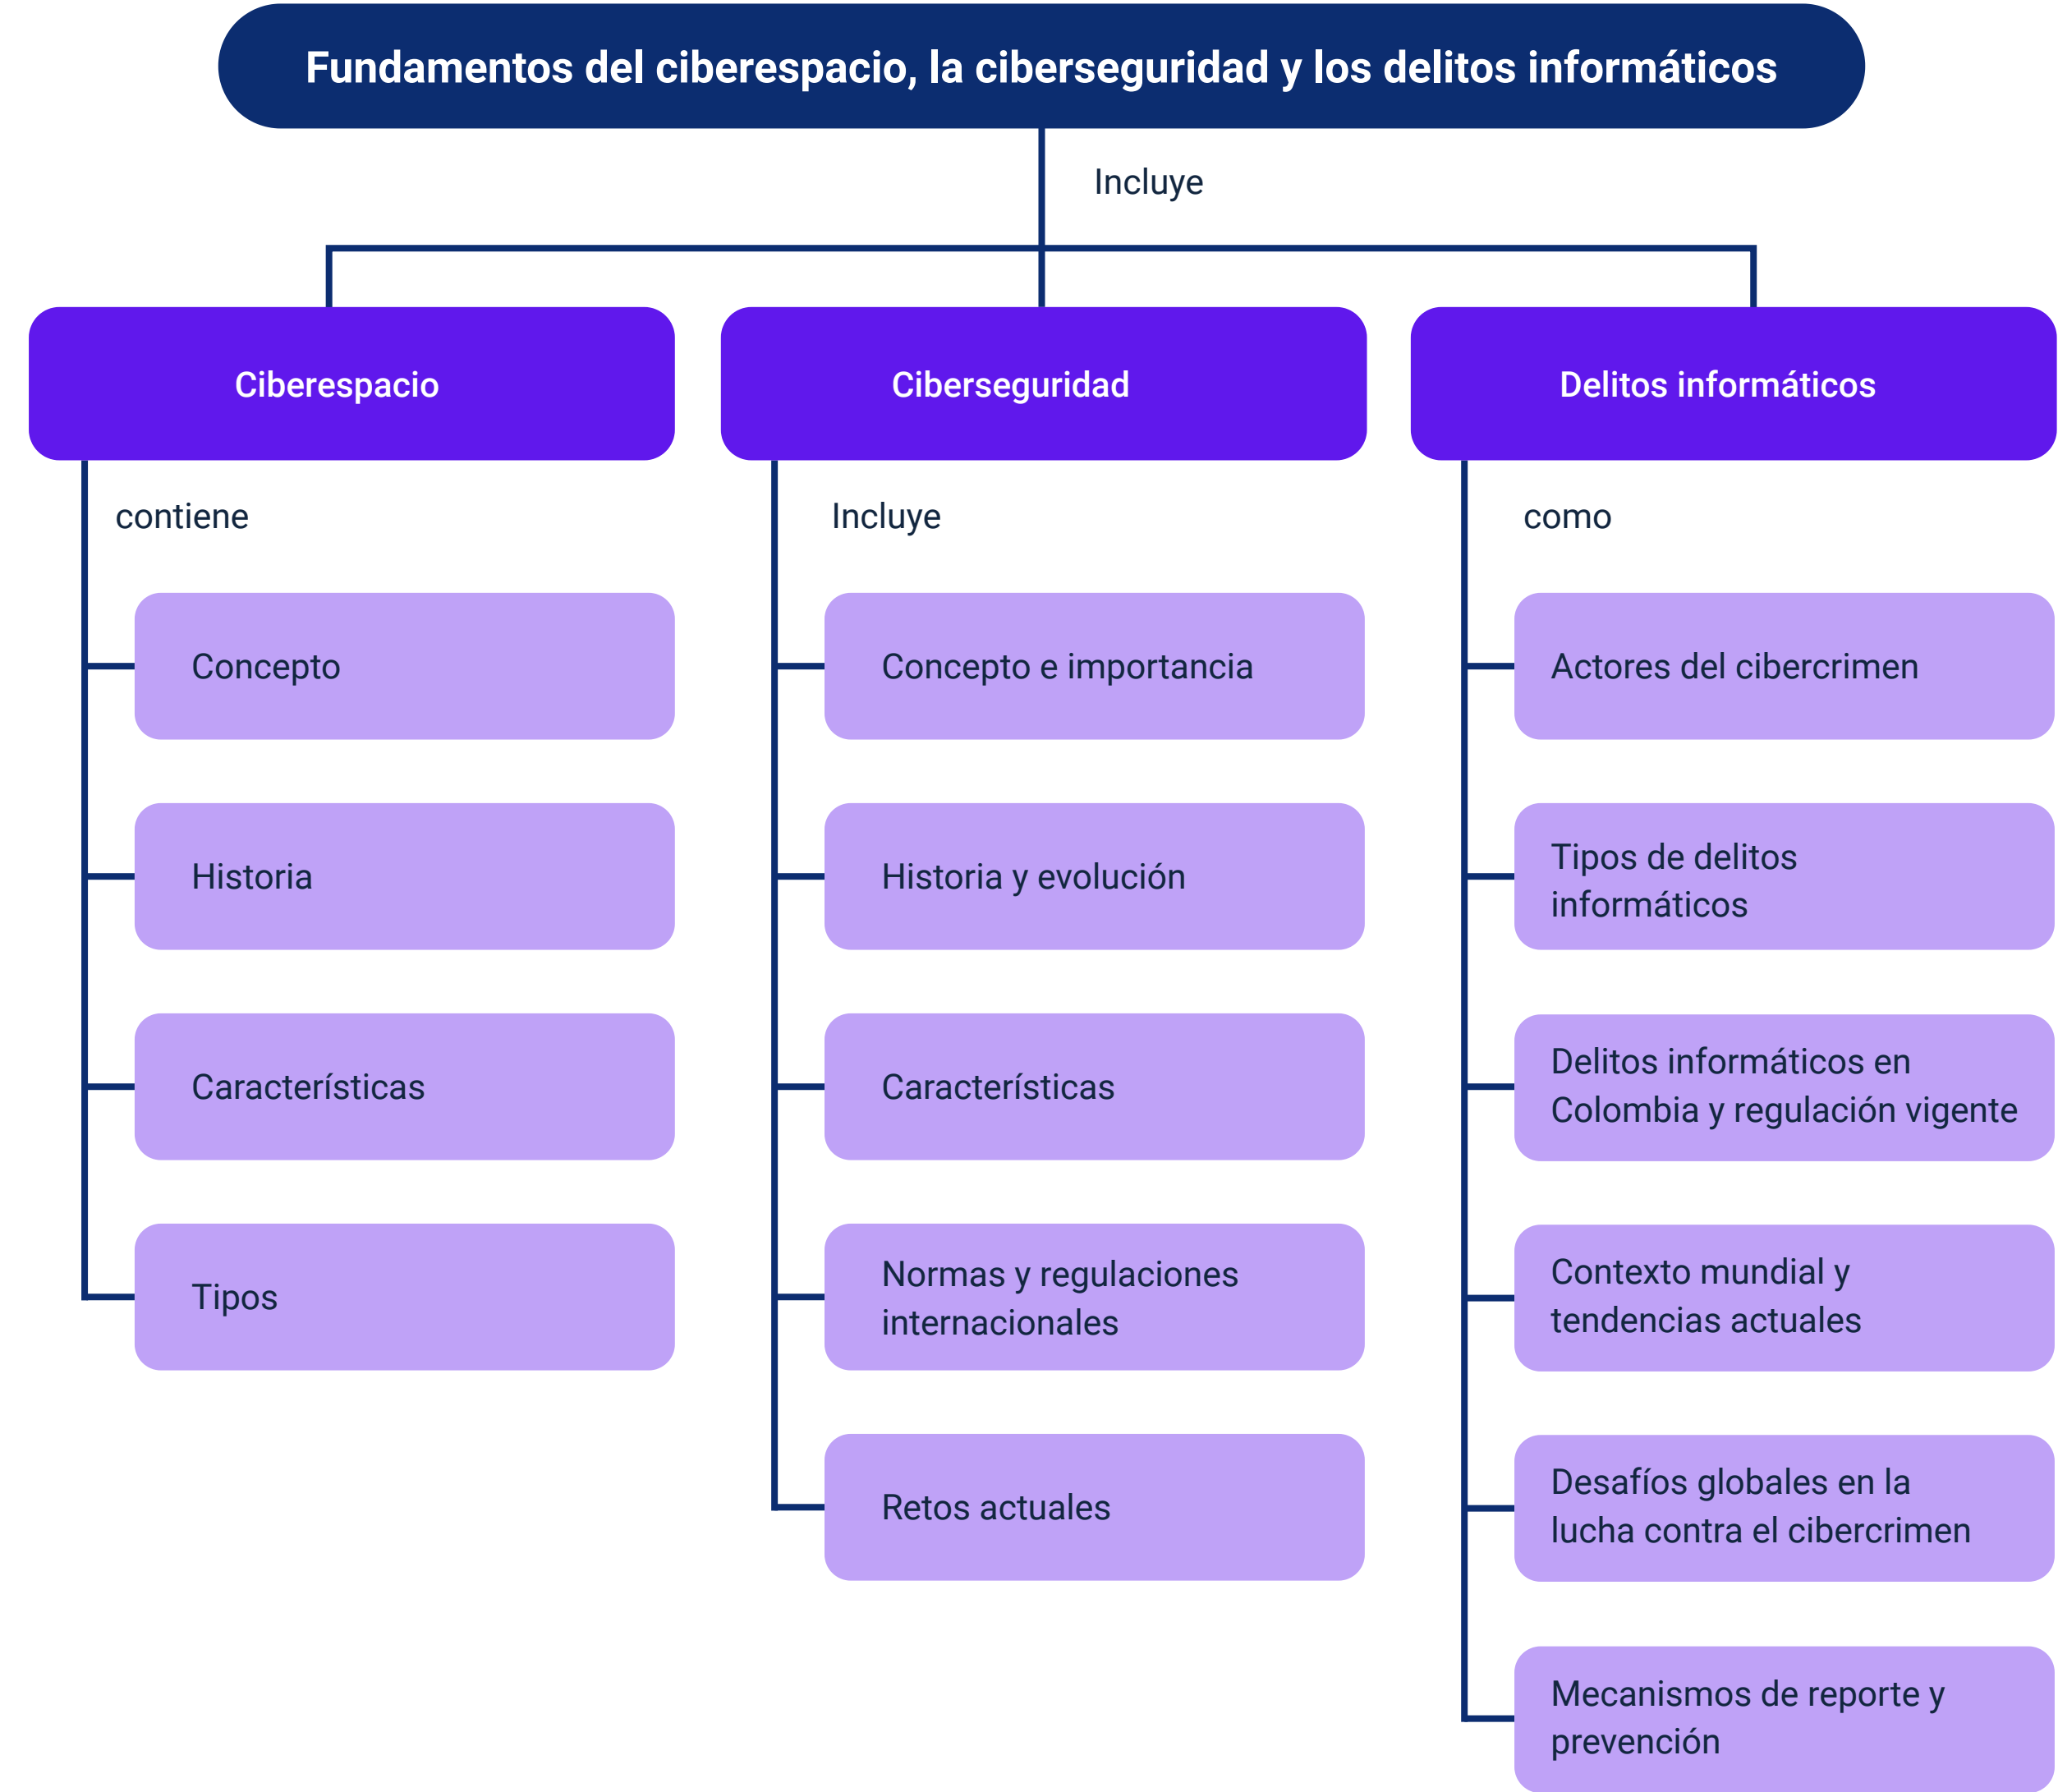 Fundamentos del ciberespacio, la ciberseguridad y los delitos informáticos
Incluye
Ciberespacio
contiene
Concepto
Historia
Características
Tipos
Ciberseguridad
Incluye
Concepto e importancia
Historia y evolución
Características
Normas y regulaciones
internacionales
Retos actuales
Delitos informáticos
como
Actores del cibercrimen
Tipos de delitos
informáticos
Delitos informáticos en
Colombia y regulación vigente
Contexto mundial y
tendencias actuales
Desafíos globales en la
lucha contra el cibercrimen
Mecanismos de reporte y
prevención